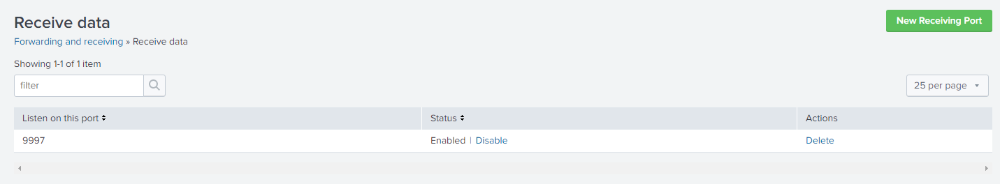 Receive data
New Receiving Port
Forwarding and receiving » Receive data
Showing 1-1 of 1 item
filter
25 per page
Listen on this port Status Actions
9997 Enabled | Disable Delete